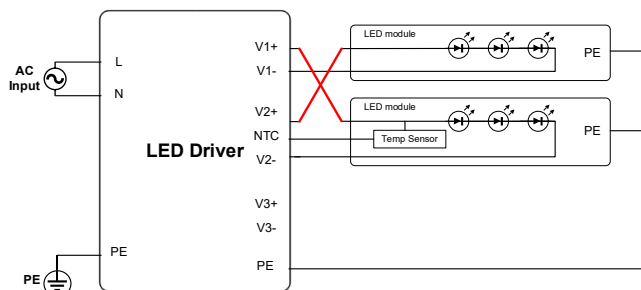 AC
Input
L
N
PE
PE
LED Driver
V1+
V1-
V2+
NTC
V2-
V3+
V3-
PE
LED module
PE
LED module
Temp Sensor
PE